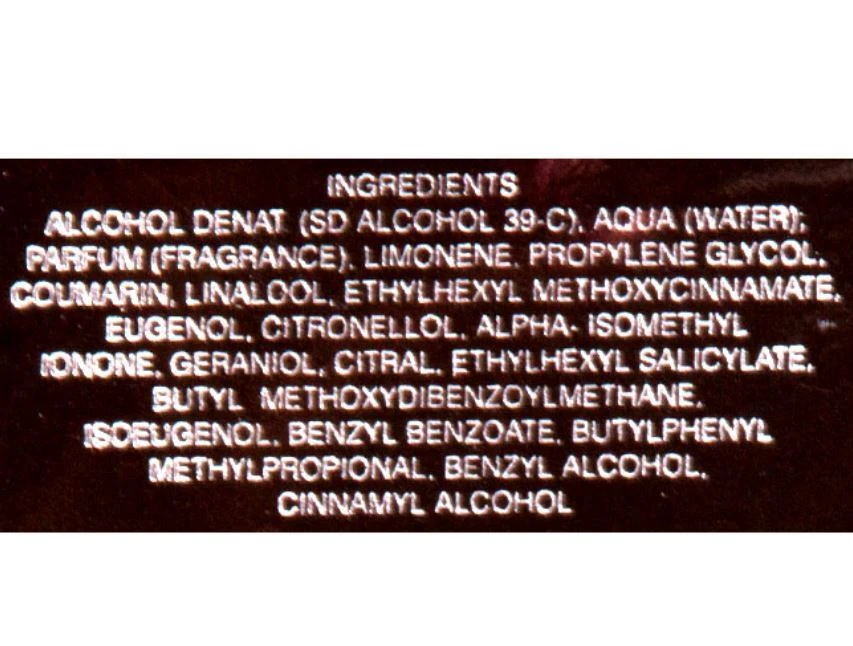 INGREDIENTS
ALCOHOL DENAT (SD ALCOHOL 39-C), AQUA (WATER),
PARFUM (FRAGRANCE), LIMONENE, PROPYLENE GLYCOL,
COUMARIN, LINALOOL, ETHYLHEXYL METHOXYCINNAMATE,
EUGENOL, CITRONELLOL, ALPHA- ISOMETHYL
IONONE, GERANIOL, CITRAL, ETHYLHEXYL SALICYLATE,
BUTYL METHOXYDIBENZOYLMETHANE,
ISOEUGENOL, BENZYL BENZOATE, BUTYLPHENYL
METHYLPROPIONAL, BENZYL ALCOHOL,
CINNAMYL ALCOHOL